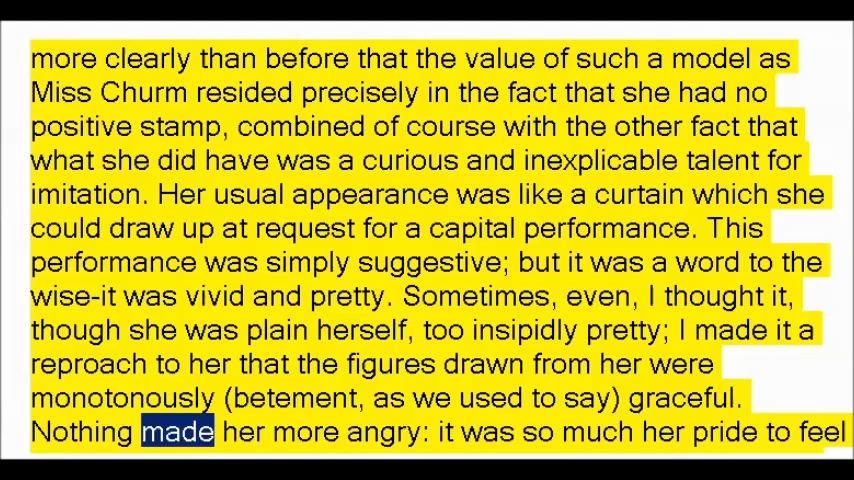 more clearly than before that the value of such a model as
Miss Churm resided precisely in the fact that she had no
positive stamp, combined of course with the other fact that
what she did have was a curious and inexplicable talent for
imitation. Her usual appearance was like a curtain which she
could draw up at request for a capital performance. This
performance was simply suggestive; but it was a word to the
wise-it was vivid and pretty. Sometimes, even, I thought it,
though she was plain herself, too insipidly pretty; I made it a
reproach to her that the figures drawn from her were
monotonously (betement, as we used to say) graceful.
Nothing made her more angry: it was so much her pride to feel